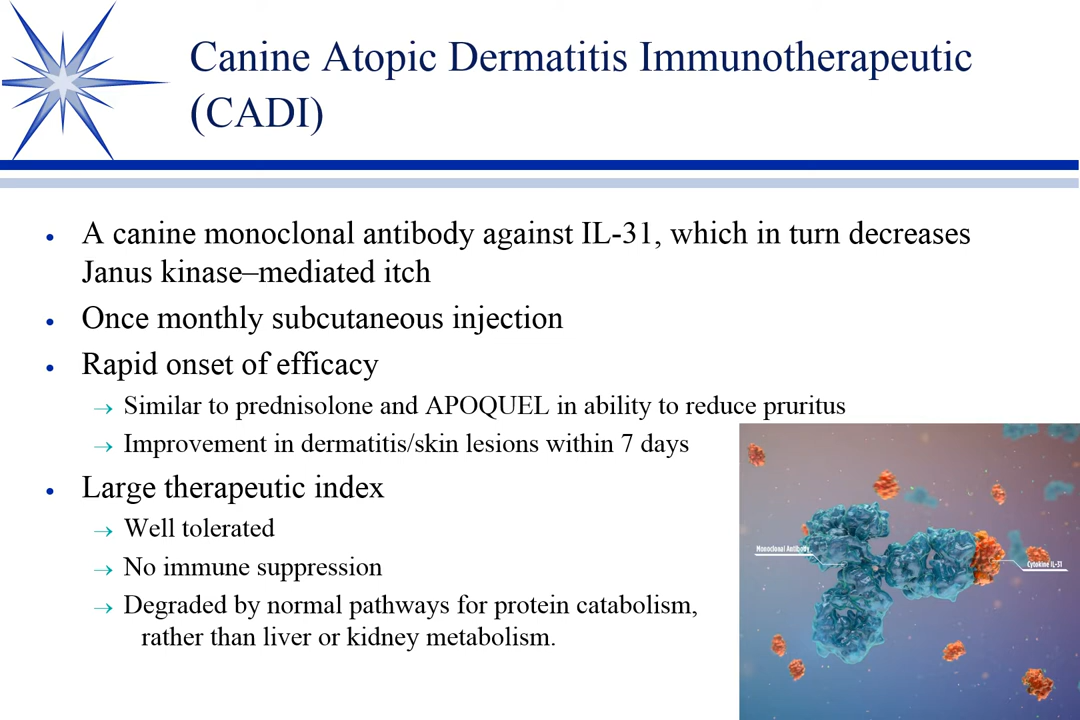 Canine Atopic Dermatitis Immunotherapeutic
(CADI)
• A canine monoclonal antibody against IL-31, which in turn decreases
Janus kinase–mediated itch
• Once monthly subcutaneous injection
• Rapid onset of efficacy
→ Similar to prednisolone and APOQUEL in ability to reduce pruritus
→ Improvement in dermatitis/skin lesions within 7 days
• Large therapeutic index
→ Well tolerated
→ No immune suppression
→ Degraded by normal pathways for protein catabolism,
rather than liver or kidney metabolism.
Monoclonal Antibody
Cytokine IL-31